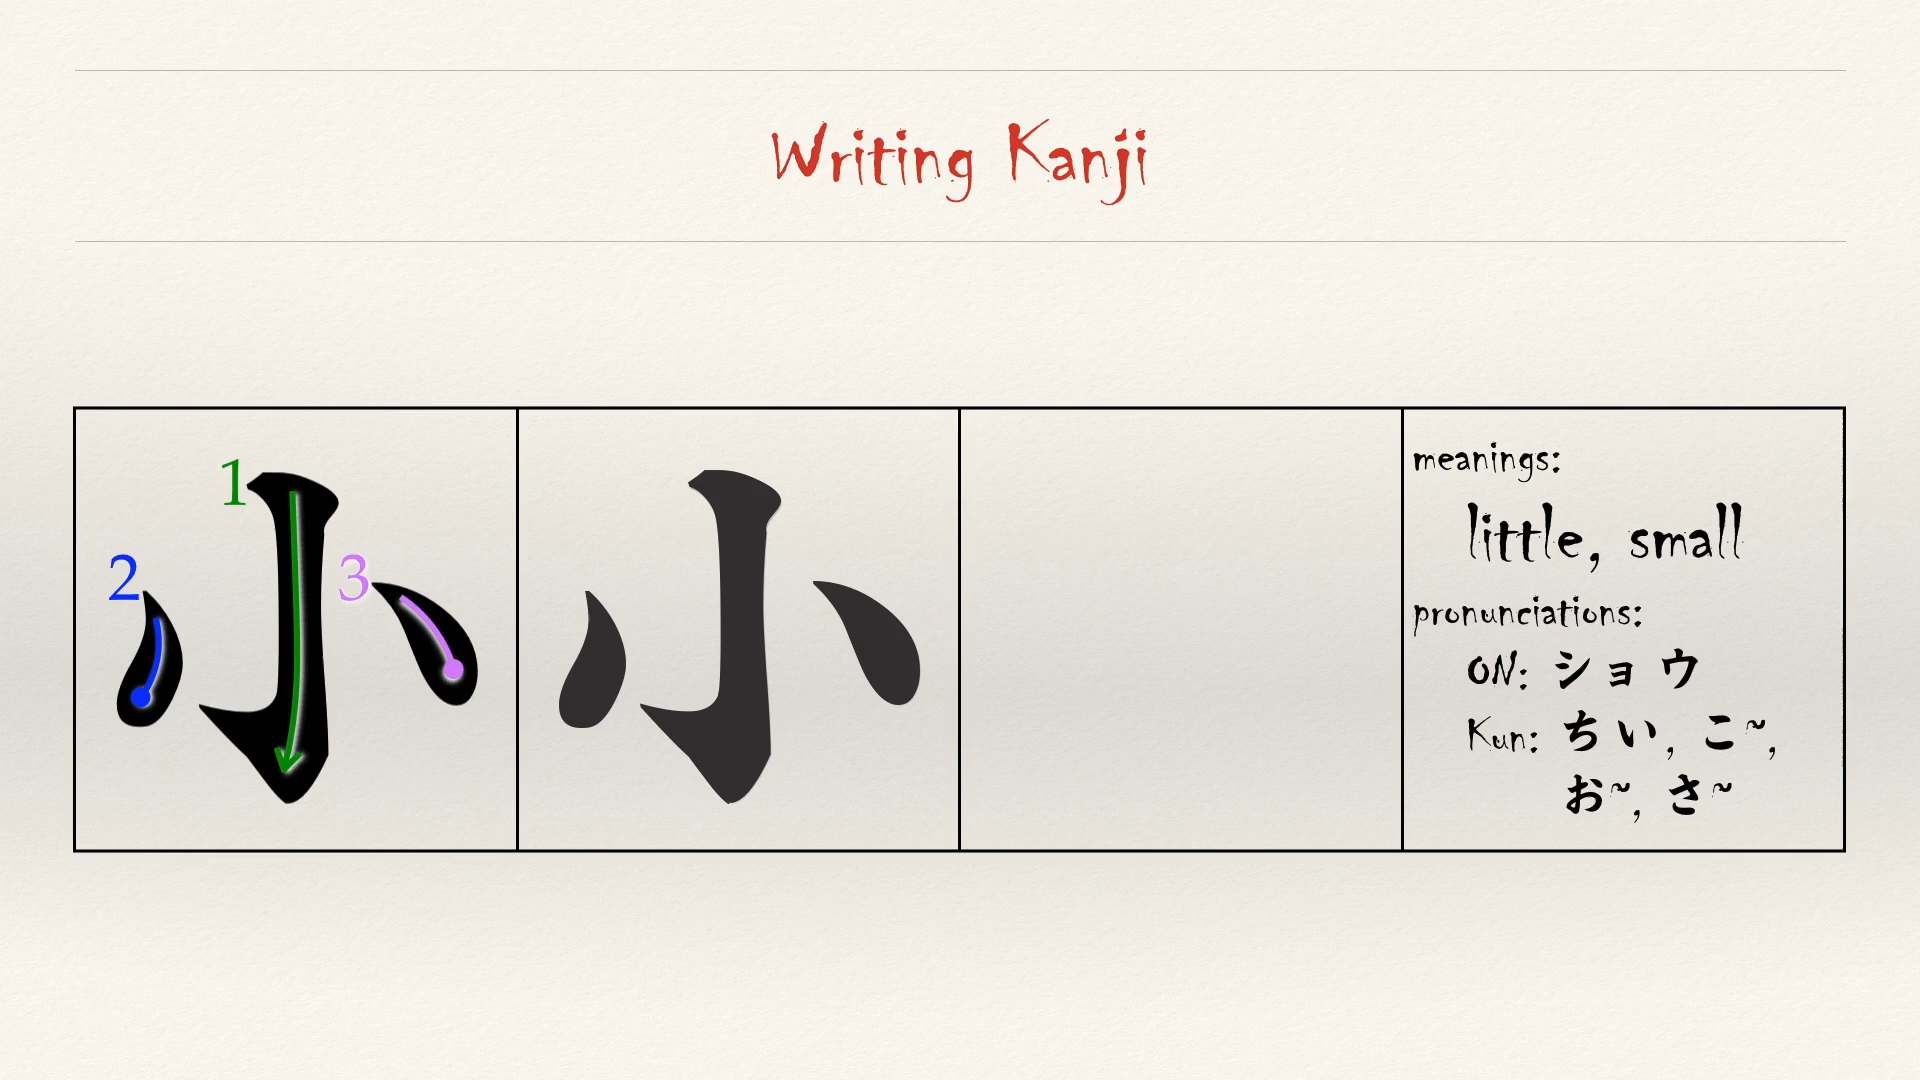 Writing Kanji
1
2
3
小
小
meanings:
little, small
pronunciations:
ON: ショウ
Kun: ちい, こ~,
お~, さ~